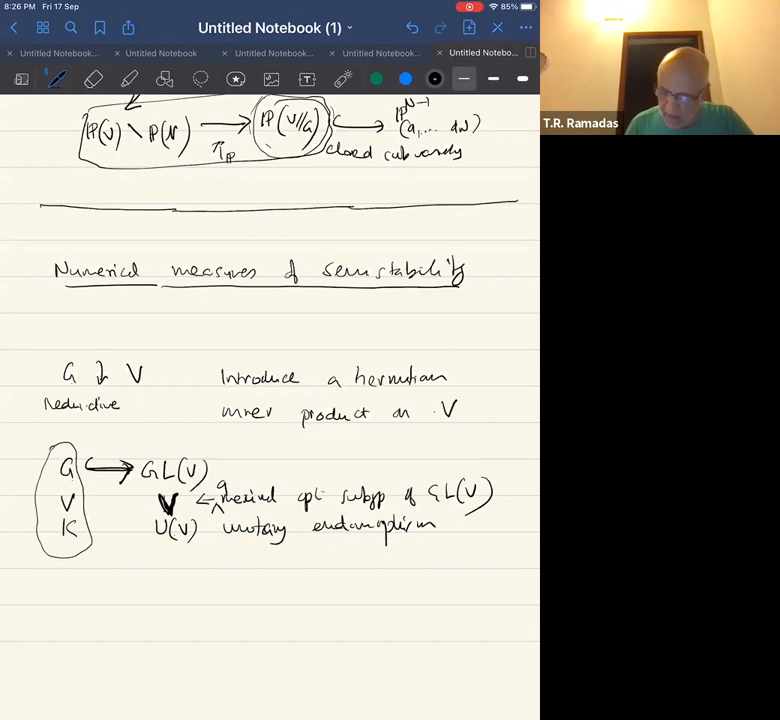 8:26 PM Fri 17 Sep
85%
Untitled Notebook (1)
Untitled Notebook...
Untitled Notebook
Untitled Notebook...
Untitled Notebook...
Untitled Notebo...
T.R. Ramadas
P(V) \ P(N) → P(V//G) ↪ P^{N-1}
(a_1 ... a_N)
π_P closed subvariety
Numerical measures of semistability
G V Introduce a hermitian
Reductive inner product on V
G ↪ GL(V)
V V ← a maximal cpt subgp of GL(V)
K U(V) unitary endomorphism